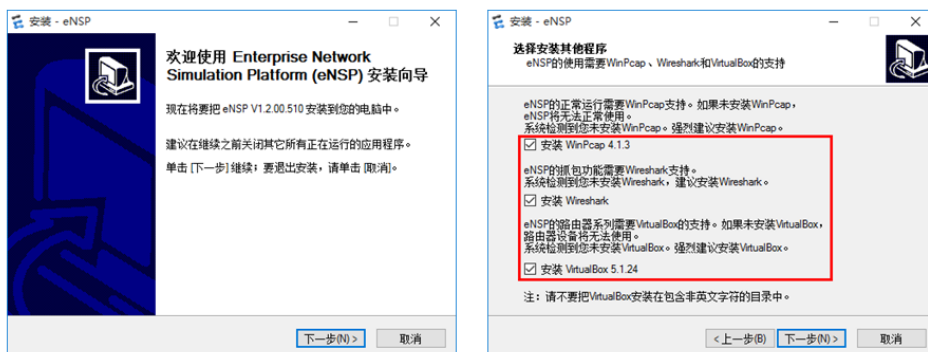 安装 - eNSP
欢迎使用 Enterprise Network
Simulation Platform (eNSP) 安装向导
现在将要把 eNSP V1.2.00.510 安装到您的电脑中。
建议在继续之前关闭其它所有正在运行的应用程序。
单击 [下一步] 继续；要退出安装，请单击 [取消]。
下一步(N) >
取消
安装 - eNSP
选择安装其他程序
eNSP的使用需要WinPcap、Wireshark和VirtualBox的支持
eNSP的正常运行需要WinPcap支持。如果未安装WinPcap，
eNSP将无法正常使用。
系统检测到您未安装WinPcap。强烈建议安装WinPcap。
安装 WinPcap 4.1.3
eNSP的抓包功能需要Wireshark支持。
系统检测到您未安装Wireshark，建议安装Wireshark。
安装 Wireshark
eNSP的路由器系列需要VirtualBox的支持。如果未安装VirtualBox，
路由器设备将无法使用。
系统检测到您未安装VirtualBox。强烈建议安装VirtualBox。
安装 VirtualBox 5.1.24
注：请不要把VirtualBox安装在包含非英文字符的目录中。
< 上一步(B)
下一步(N) >
取消